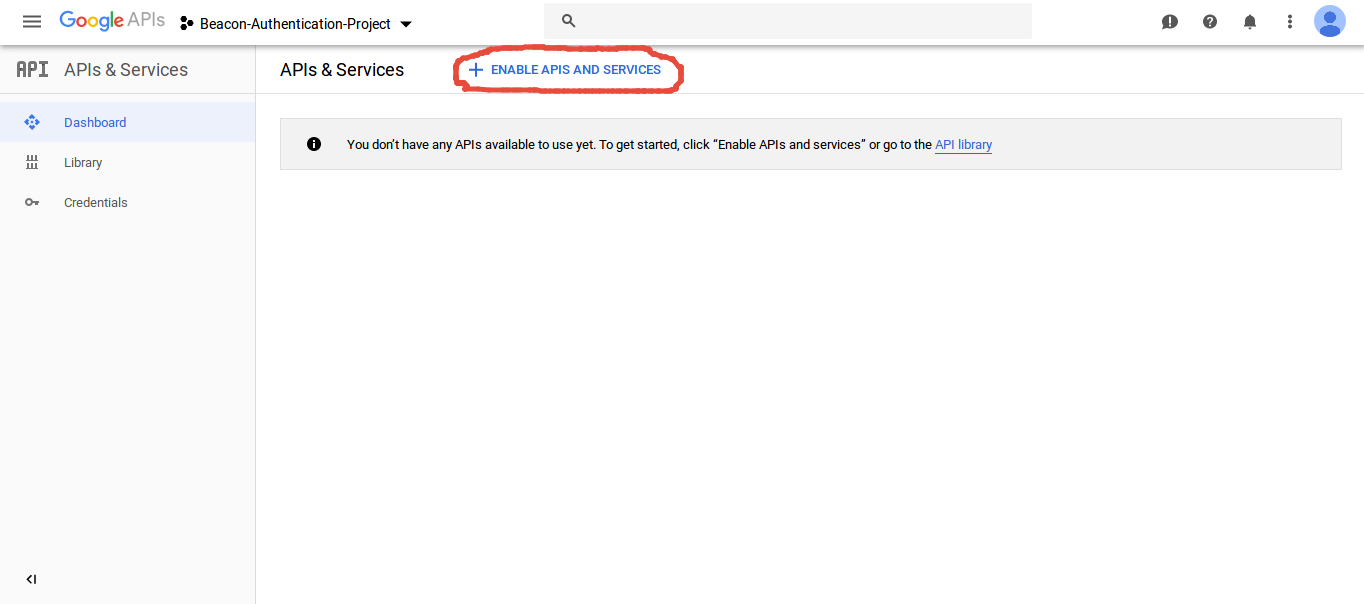 Google APIs Beacon-Authentication-Project
API APIs & Services
APIs & Services
ENABLE APIS AND SERVICES
Dashboard
Library
Credentials
You don't have any APIs available to use yet. To get started, click “Enable APIs and services” or go to the API library